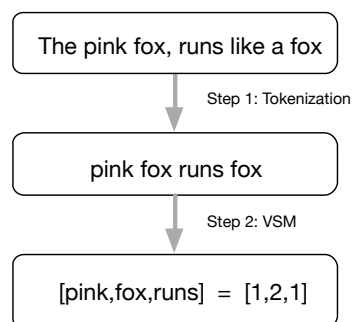 The pink fox, runs like a fox
Step 1: Tokenization
pink fox runs fox
Step 2: VSM
[pink,fox,runs] = [1,2,1]